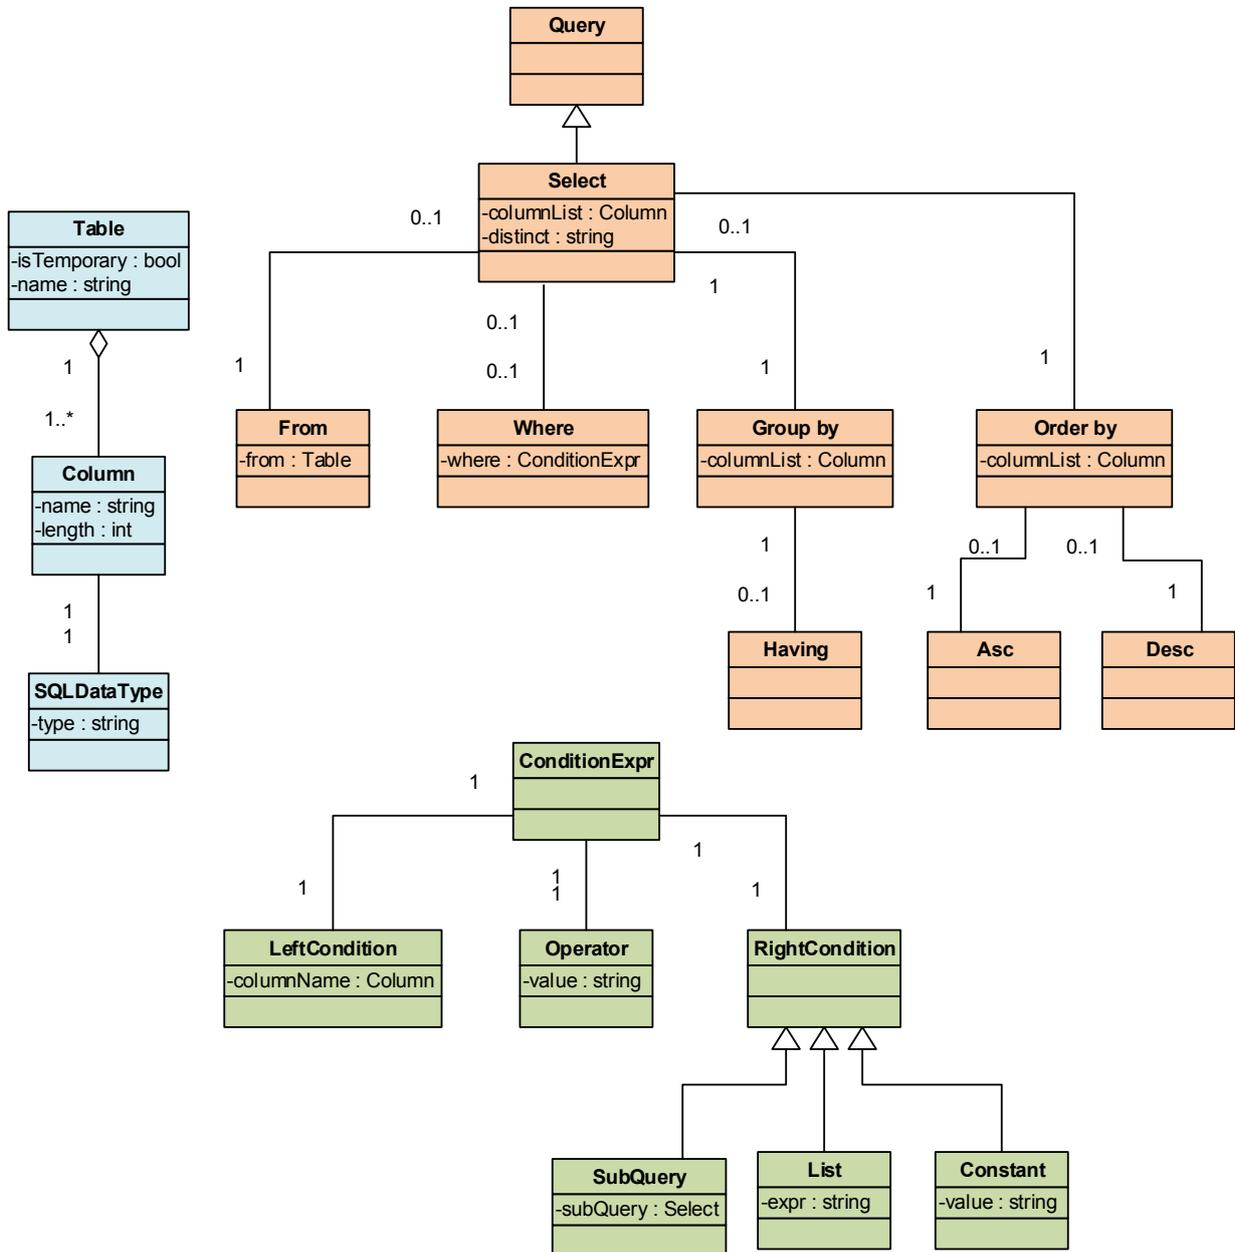 Query
Select
-columnList : Column
-distinct : string
0..1
0..1
1
Table
-isTemporary : bool
-name : string
1
1..*
Column
-name : string
-length : int
1
1
SQLDataType
-type : string
1
0..1
0..1
1
1
From
-from : Table
Where
-where : ConditionExpr
Group by
-columnList : Column
Order by
-columnList : Column
1
0..1
0..1
0..1
1
1
Having
Asc
Desc
ConditionExpr
1
1
1
1
1
1
LeftCondition
-columnName : Column
Operator
-value : string
RightCondition
SubQuery
-subQuery : Select
List
-expr : string
Constant
-value : string